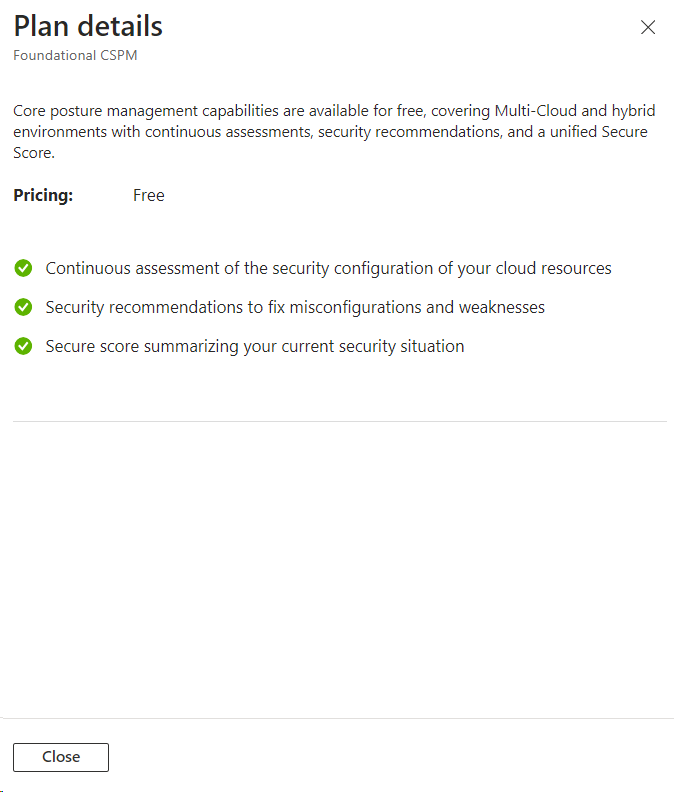 Plan details
Foundational CSPM
Core posture management capabilities are available for free, covering Multi-Cloud and hybrid
environments with continuous assessments, security recommendations, and a unified Secure
Score.
Pricing: Free
Continuous assessment of the security configuration of your cloud resources
Security recommendations to fix misconfigurations and weaknesses
Secure score summarizing your current security situation
Close